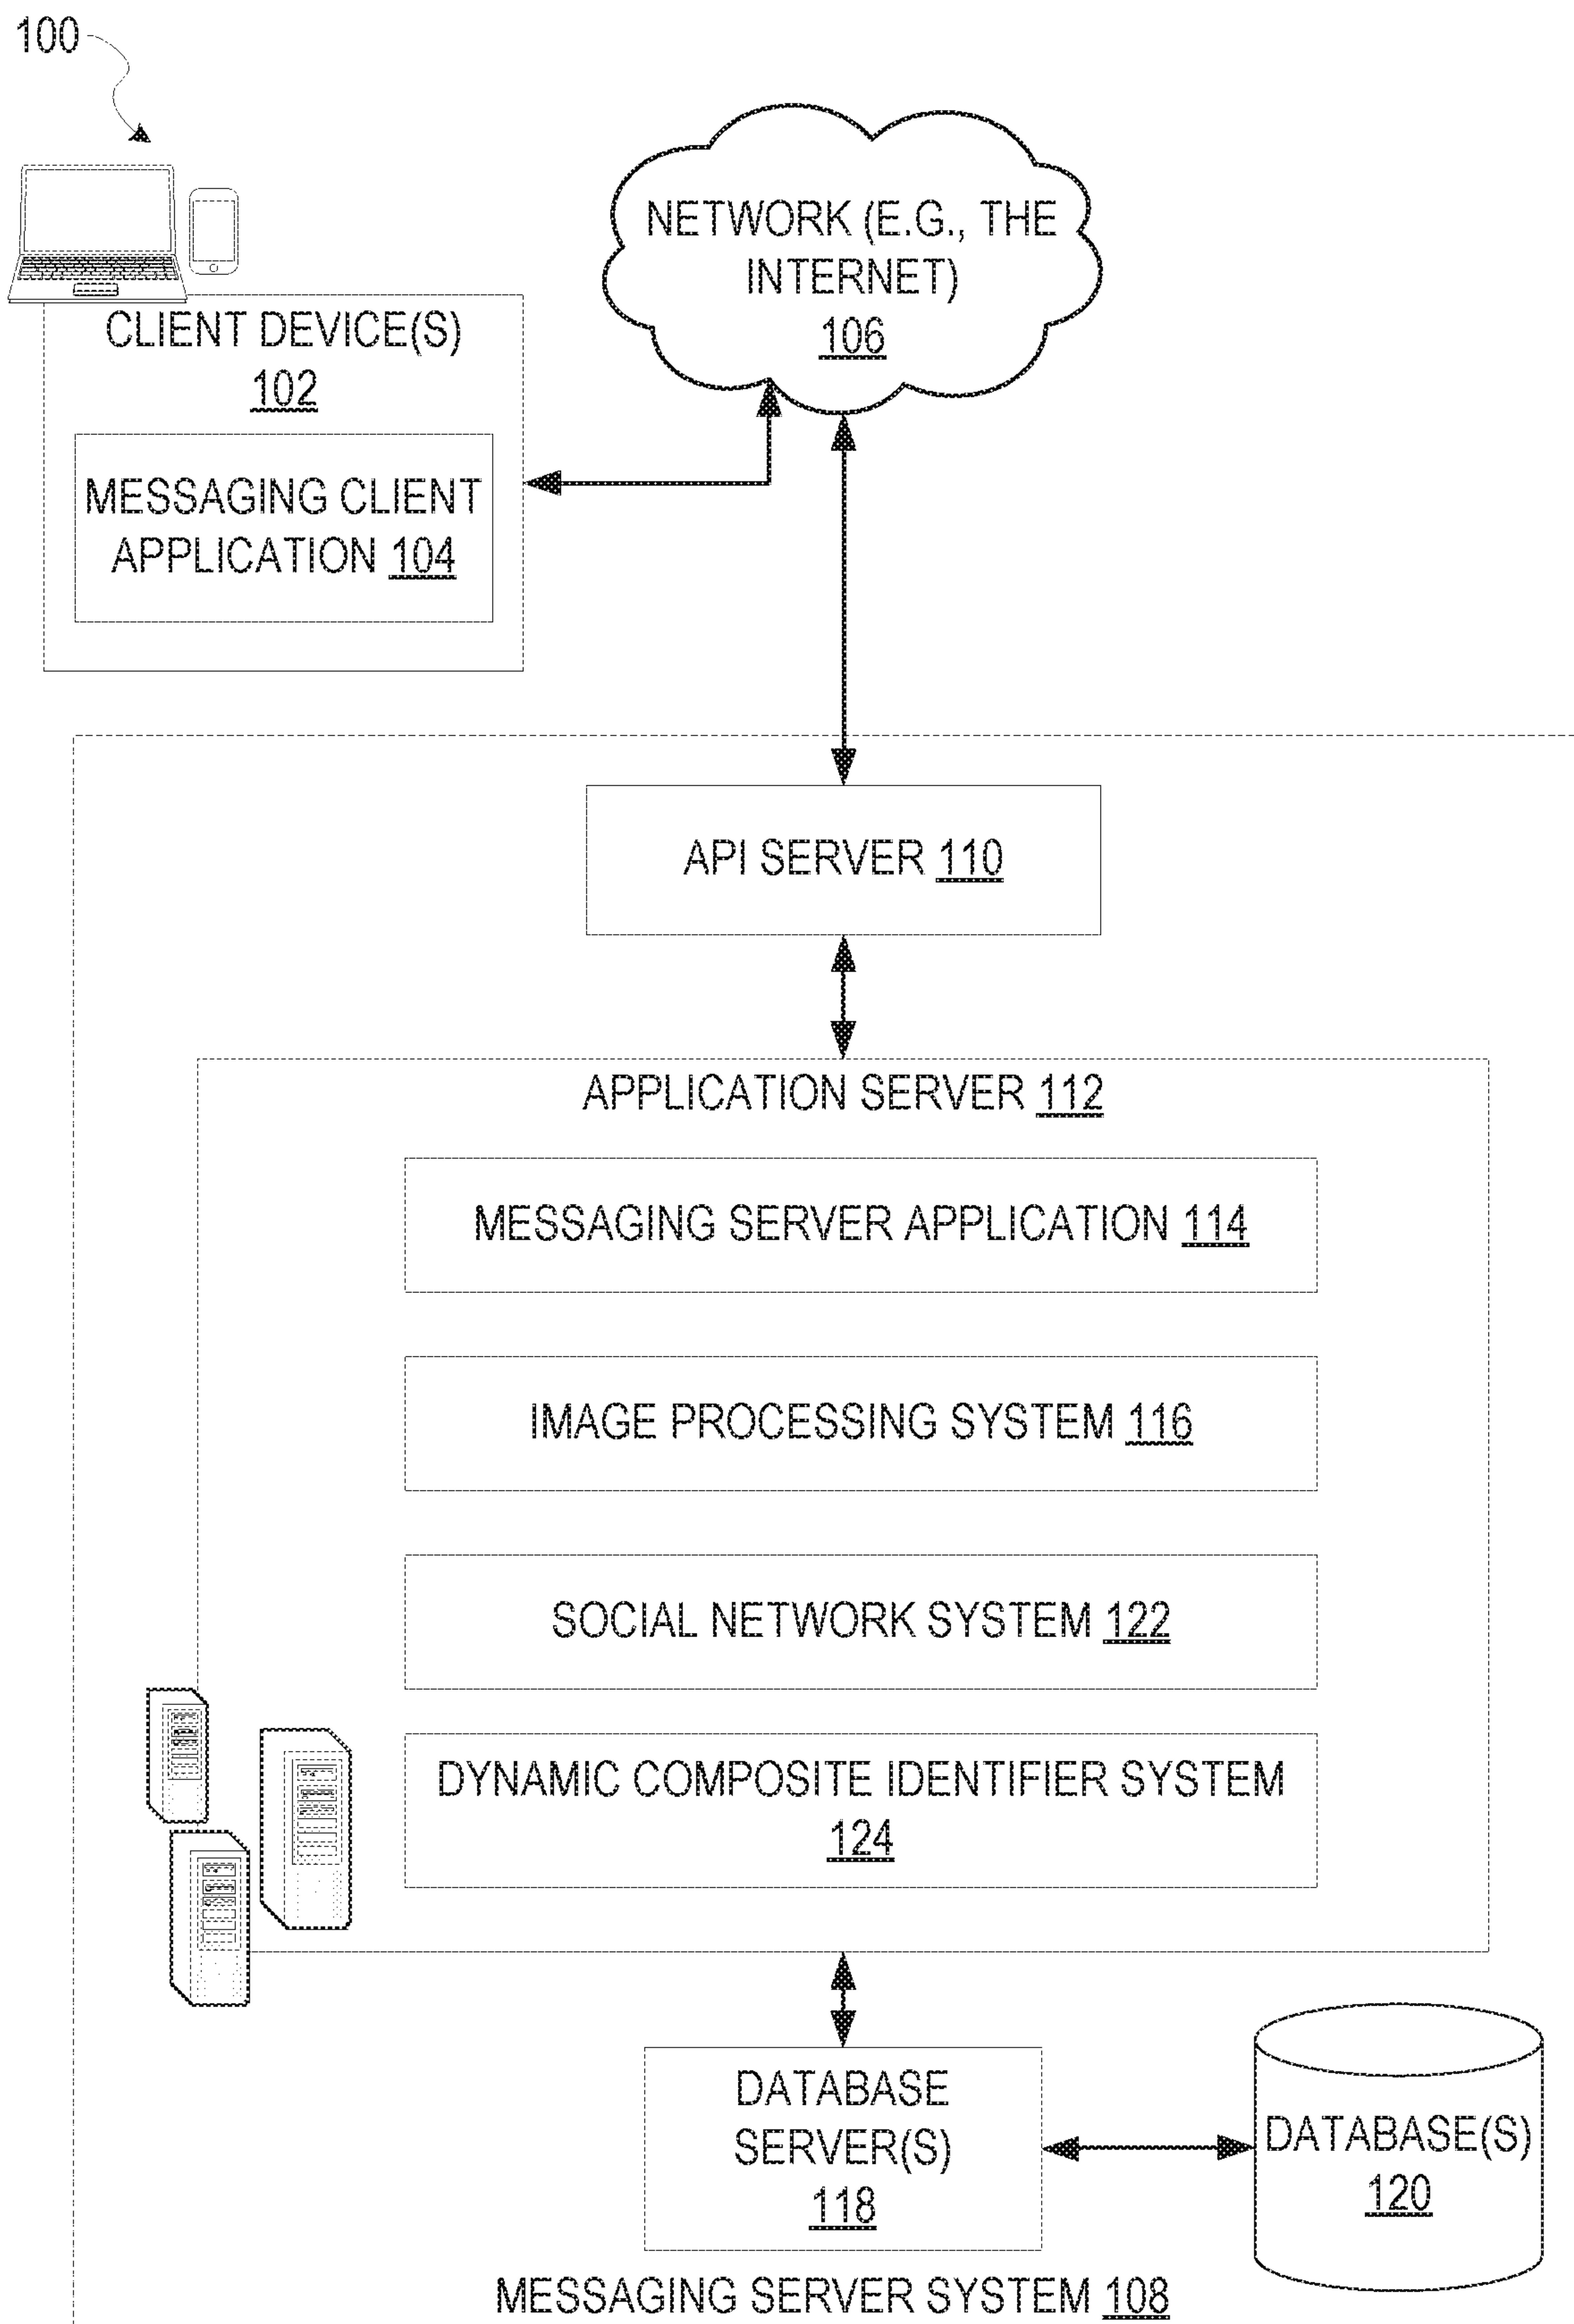 100
NETWORK (E.G., THE
INTERNET)
106
CLIENT DEVICE(S)
102
MESSAGING CLIENT
APPLICATION 104
API SERVER 110
APPLICATION SERVER 112
MESSAGING SERVER APPLICATION 114
IMAGE PROCESSING SYSTEM 116
SOCIAL NETWORK SYSTEM 122
DYNAMIC COMPOSITE IDENTIFIER SYSTEM
124
DATABASE
SERVER(S)
118
DATABASE(S)
120
MESSAGING SERVER SYSTEM 108